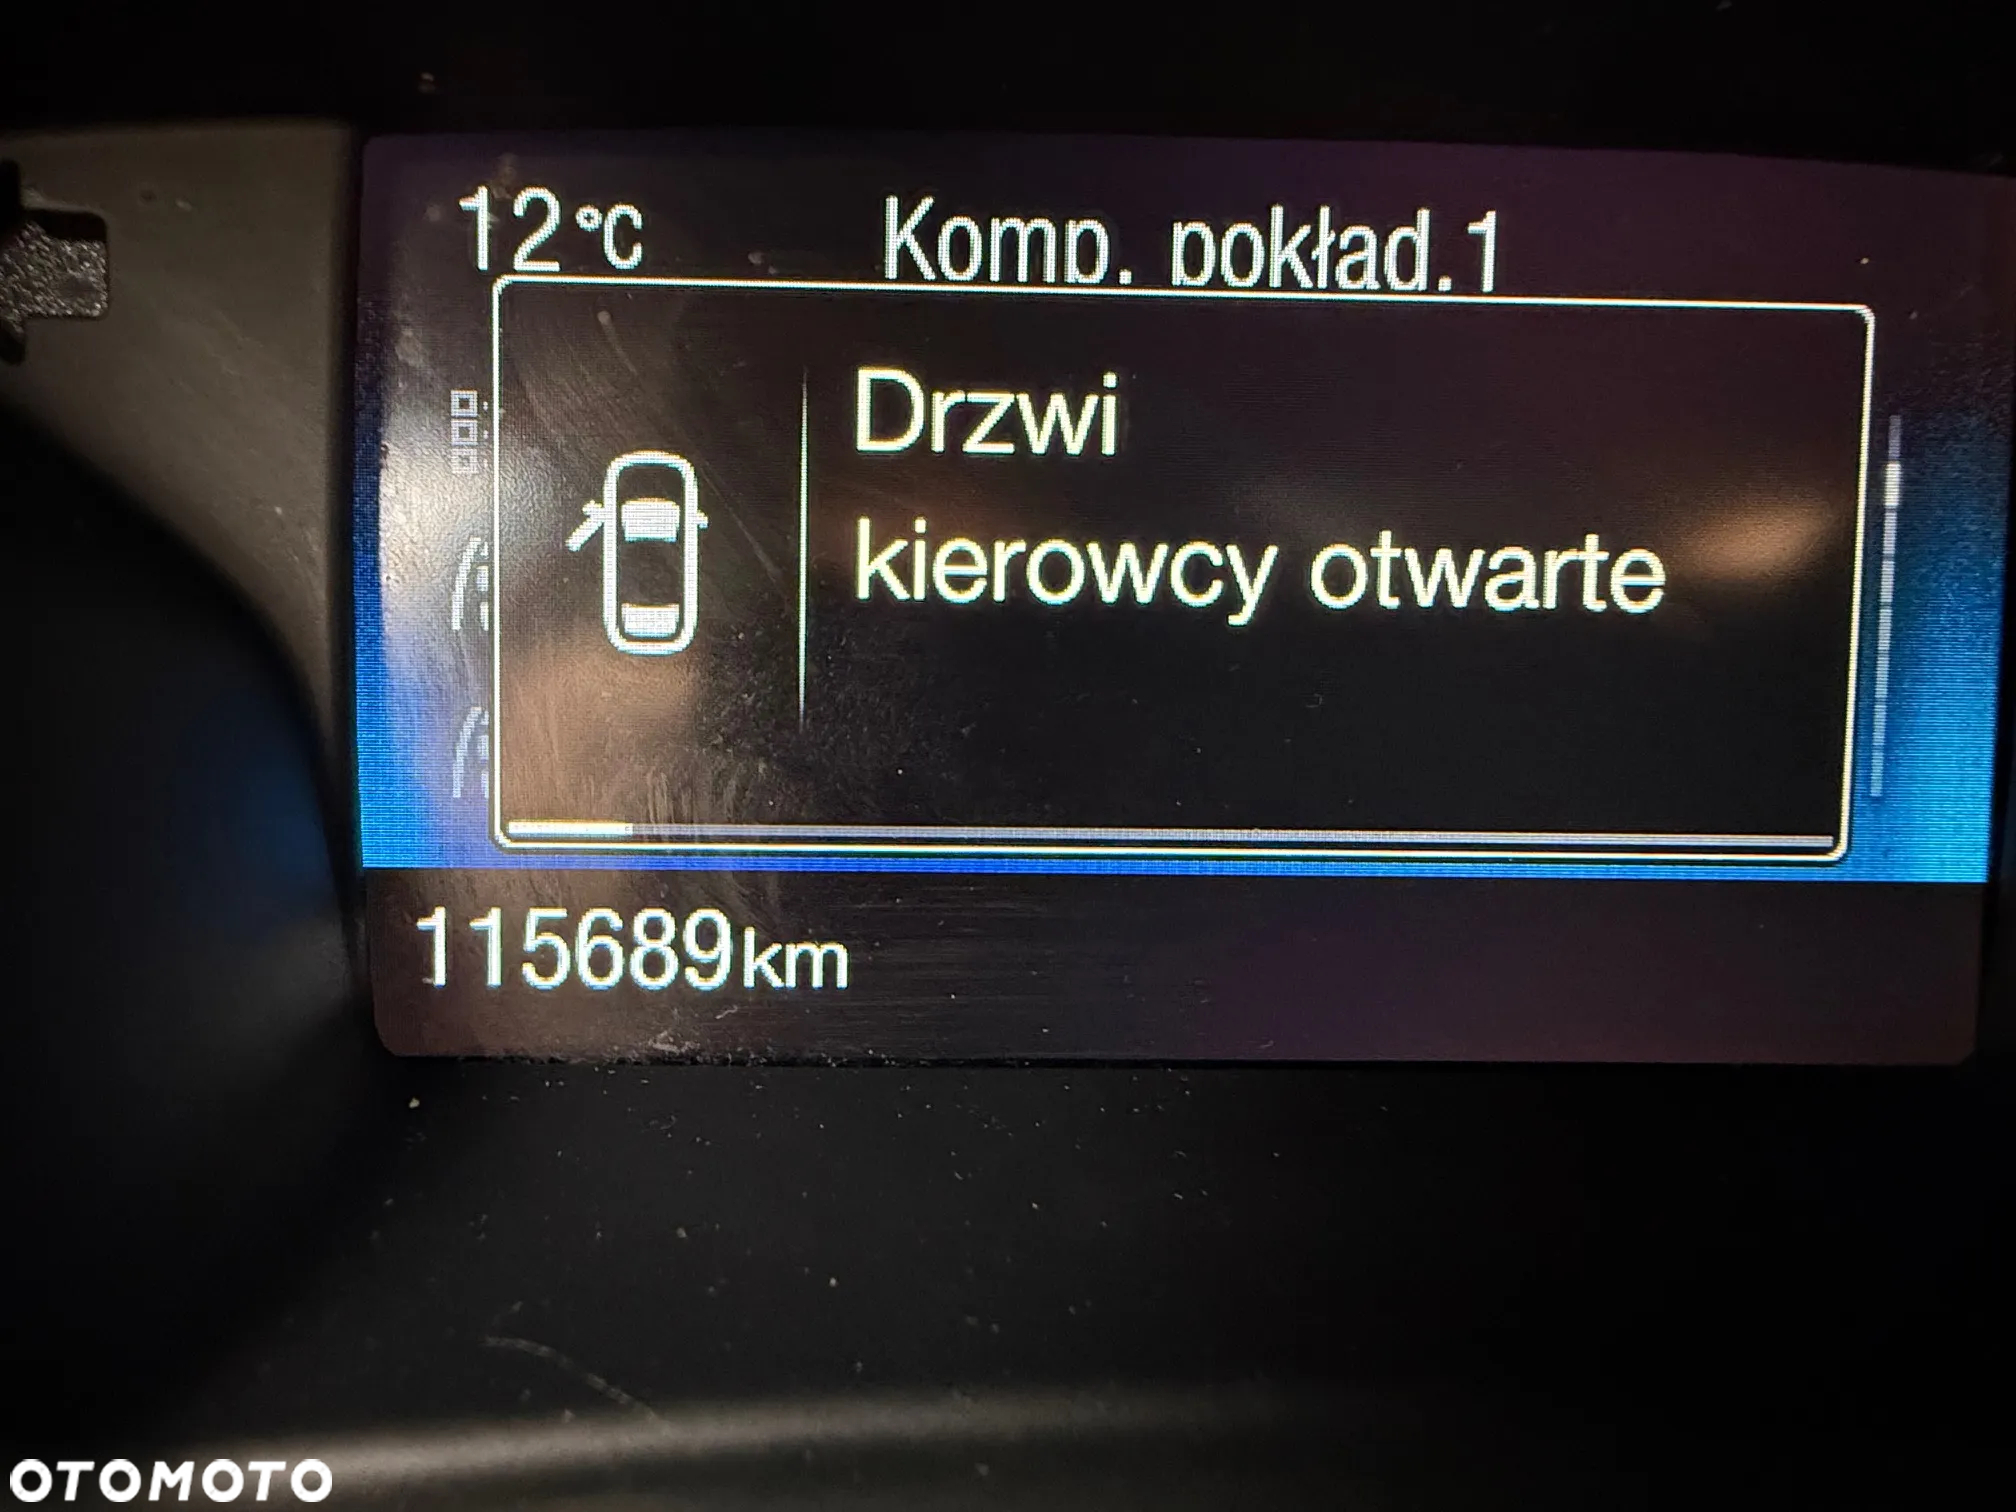 12°C
Komp. pokład.1
Drzwi
kierowcy otwarte
115689km
OTOMOTO